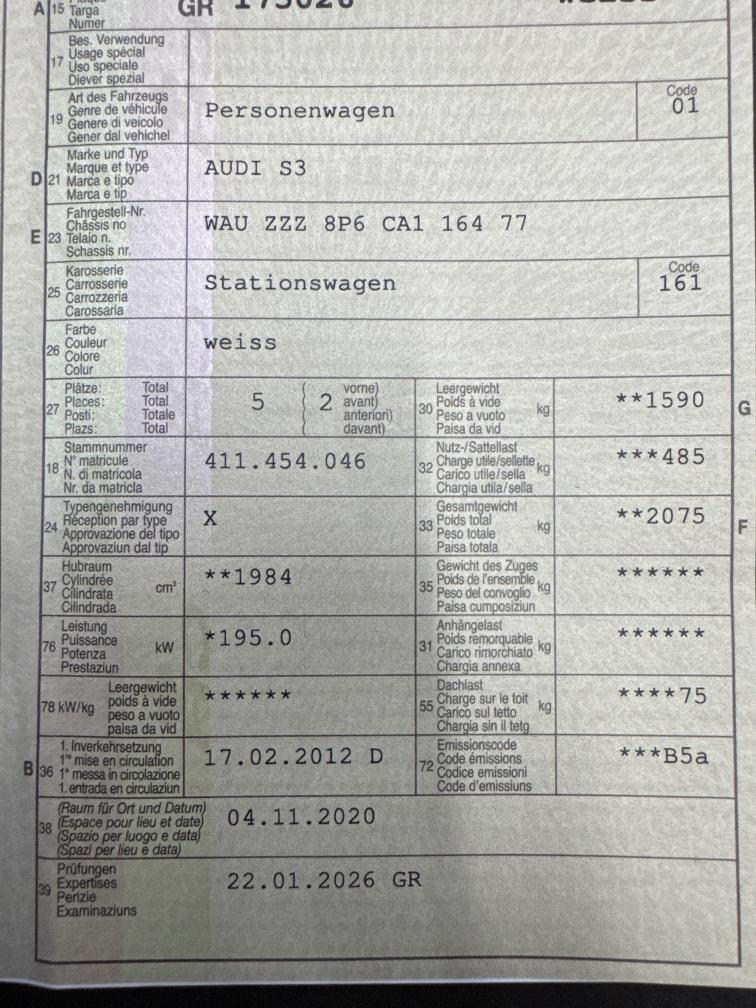 A 15 Targa GR
Numer
17 Bes. Verwendung
Usage spécial
Uso speciale
Diever spezial
19 Art des Fahrzeugs
Genre de véhicule
Genere di veicolo
Gener dal vehichel
Personenwagen
Code
01
D 21 Marke und Typ
Marque et type
Marca e tipo
Marca e tip
AUDI S3
E 23 Fahrgestell-Nr.
Châssis no
Telaio n.
Schassis nr.
WAU ZZZ 8P6 CA1 164 77
25 Karosserie
Carrosserie
Carrozzeria
Carossaria
Stationswagen
Code
161
26 Farbe
Couleur
Colore
Colur
weiss
27 Plätze: Total
Places: Total
Posti: Totale
Plazs: Total
5 ( 2 vorne)
( avant)
( anteriori)
( davant)
30 Leergewicht
Poids à vide
Peso a vuoto
Paisa da vid
kg
**1590
G
18 Stammnummer
N° matricule
N. di matricola
Nr. da matricla
411.454.046
32 Nutz-/Sattellast
Charge utile/sellette
Carico utile/sella
Chargia utila/sella
kg
***485
24 Typengenehmigung
Réception par type
Approvazione del tipo
Approvaziun dal tip
X
33 Gesamtgewicht
Poids total
Peso totale
Paisa totala
kg
**2075
F
37 Hubraum
Cylindrée
Cilindrata
Cilindrada
cm³
**1984
35 Gewicht des Zuges
Poids de l'ensemble
Peso del convoglio
Paisa cumposiziun
kg
******
76 Leistung
Puissance
Potenza
Prestaziun
kW
*195.0
31 Anhängelast
Poids remorquable
Carico rimorchiato
Chargia annexa
kg
******
78 kW/kg Leergewicht
poids à vide
peso a vuoto
paisa da vid
******
55 Dachlast
Charge sur le toit
Carico sul tetto
Chargia sin il tetg
kg
****75
B 36 1. Inverkehrsetzung
1re mise en circulation
1a messa in circolazione
1. entrada en circulaziun
17.02.2012 D
72 Emissionscode
Code émissions
Codice emissioni
Code d'emissiuns
***B5a
38 (Raum für Ort und Datum)
(Espace pour lieu et date)
(Spazio per luogo e data)
(Spazi per lieu e data)
04.11.2020
39 Prüfungen
Expertises
Perizie
Examinaziuns
22.01.2026 GR